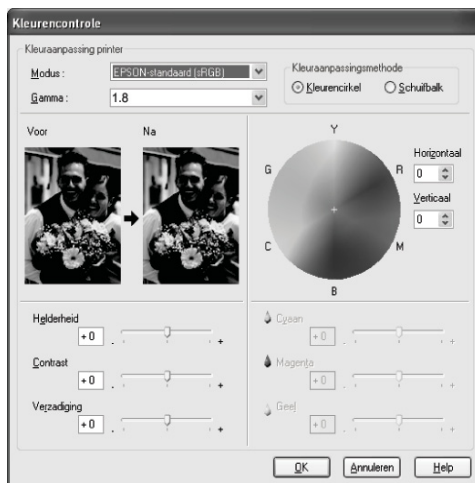 Kleurencontrole
Kleuraanpassing printer
Modus :
EPSON-standaard (sRGB)
Gamma :
1.8
Kleuraanpassingsmethode
Kleurencirkel
Schuifbalk
Voor
Na
Y
G
R
C
M
B
Horizontaal
0
Verticaal
0
Helderheid
+0
- +
Contrast
+0
- +
Verzadiging
+0
- +
Cyaan
+0
- +
Magenta
+0
- +
Geel
+0
- +
OK
Annuleren
Help